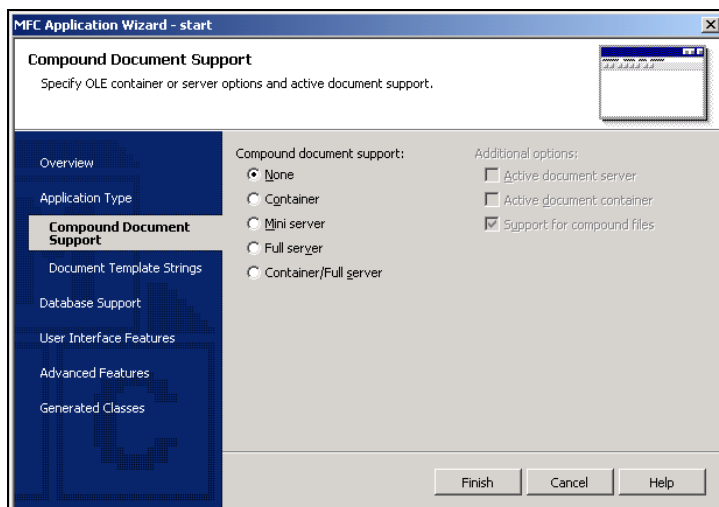 MFC Application Wizard - start
Compound Document Support
Specify OLE container or server options and active document support.
Overview
Application Type
Compound Document
Support
Document Template Strings
Database Support
User Interface Features
Advanced Features
Generated Classes
Compound document support:
None
Container
Mini server
Full server
Container/Full server
Additional options:
Active document server
Active document container
Support for compound files
Finish
Cancel
Help